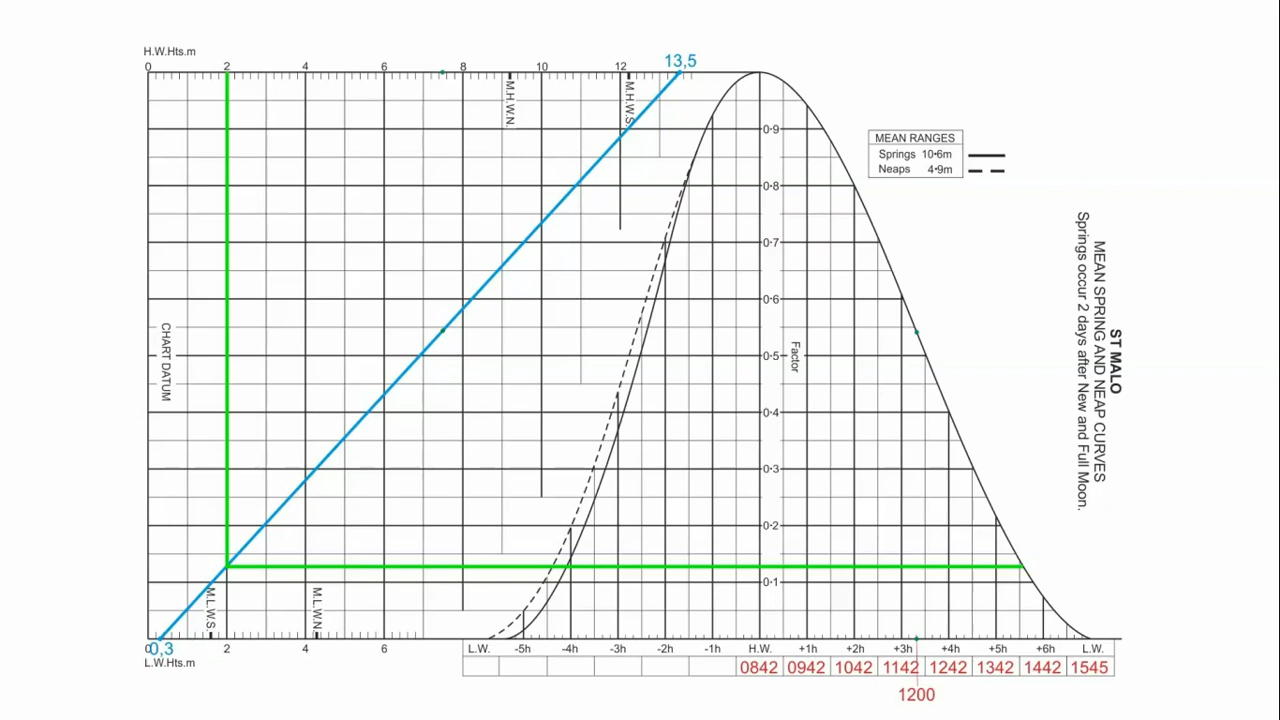 H.W.Hts.m
0 2 4 6 8 10 12 13,5
M.H.W.N.
M.H.W.S.
MEAN RANGES
Springs 10•6m
Neaps 4•9m
0•9
0•8
0•7
0•6
0•5
0•4
0•3
0•2
0•1
Factor
CHART DATUM
ST MALO
MEAN SPRING AND NEAP CURVES
Springs occur 2 days after New and Full Moon.
M.L.W.S.
M.L.W.N.
0 0,3 2 4 6 L.W. -5h -4h -3h -2h -1h H.W. +1h +2h +3h +4h +5h +6h L.W.
L.W.Hts.m
0842 0942 1042 1142 1242 1342 1442 1545
1200